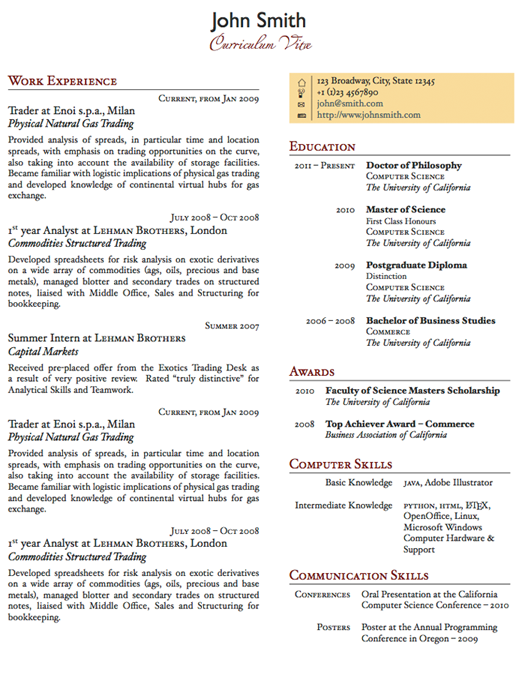 John Smith
Curriculum Vitæ
Work Experience
Current, from Jan 2009
Trader at Enoi s.p.a., Milan
Physical Natural Gas Trading
Provided analysis of spreads, in particular time and location
spreads, with emphasis on trading opportunities on the curve,
also taking into account the availability of storage facilities.
Became familiar with logistic implications of physical gas trading
and developed knowledge of continental virtual hubs for gas
exchange.
July 2008 – Oct 2008
1st year Analyst at Lehman Brothers, London
Commodities Structured Trading
Developed spreadsheets for risk analysis on exotic derivatives
on a wide array of commodities (ags, oils, precious and base
metals), managed blotter and secondary trades on structured
notes, liaised with Middle Office, Sales and Structuring for
bookkeeping.
Summer 2007
Summer Intern at Lehman Brothers
Capital Markets
Received pre-placed offer from the Exotics Trading Desk as
a result of very positive review. Rated “truly distinctive” for
Analytical Skills and Teamwork.
Current, from Jan 2009
Trader at Enoi s.p.a., Milan
Physical Natural Gas Trading
Provided analysis of spreads, in particular time and location
spreads, with emphasis on trading opportunities on the curve,
also taking into account the availability of storage facilities.
Became familiar with logistic implications of physical gas trading
and developed knowledge of continental virtual hubs for gas
exchange.
July 2008 – Oct 2008
1st year Analyst at Lehman Brothers, London
Commodities Structured Trading
Developed spreadsheets for risk analysis on exotic derivatives
on a wide array of commodities (ags, oils, precious and base
metals), managed blotter and secondary trades on structured
notes, liaised with Middle Office, Sales and Structuring for
bookkeeping.
123 Broadway, City, State 12345
+1 (1)23 4567890
john@smith.com
http://www.johnsmith.com
Education
2011 – Present Doctor of Philosophy
Computer Science
The University of California
2010 Master of Science
First Class Honours
Computer Science
The University of California
2009 Postgraduate Diploma
Distinction
Computer Science
The University of California
2006 – 2008 Bachelor of Business Studies
Commerce
The University of California
Awards
2010 Faculty of Science Masters Scholarship
The University of California
2008 Top Achiever Award – Commerce
Business Association of California
Computer Skills
Basic Knowledge java, Adobe Illustrator
Intermediate Knowledge python, html, LATEX,
OpenOffice, Linux,
Microsoft Windows
Computer Hardware &
Support
Communication Skills
Conferences Oral Presentation at the California
Computer Science Conference – 2010
Posters Poster at the Annual Programming
Conference in Oregon – 2009